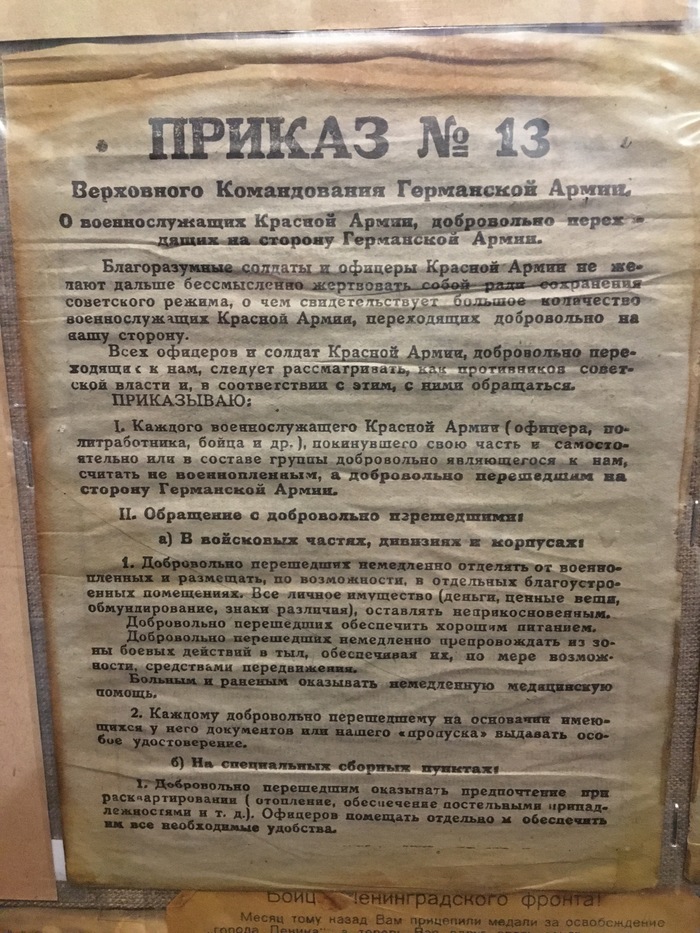 ПРИКАЗ № 13
Верховного Командования Германской Армии.
О военнослужащих Красной Армии, добровольно перех
дящих на сторону Германской Армии.
Благоразумные солдаты и офицеры Красной Армии не же-
лают дальше бессмысленно жертвовать собой ради сохранения
советского режима, о чем свидетельствует большое количество
военнослужащих Красной Армии, переходящих добровольно на
нашу сторону.
Всех офицеров и солдат Красной Армии, добровольно пере-
ходящих к нам, следует рассматривать, как противников совет-
ской власти и, в соответствии с этим, с ними обращаться.
ПРИКАЗЫВАЮ:
I. Каждого военнослужащего Красной Армии (офицера, по-
литработника, бойца и др.), покинувшего свою часть и самосто-
ятельно или в составе группы добровольно являющегося к нам,
считать не военнопленным, а добровольно перешедшим на
сторону Германской Армии.
II. Обращение с добровольно перешедшими:
а) В войсковых частях, дивизиях и корпусах:
1. Добровольно перешедших немедленно отделять от военно-
пленных и размещать, по возможности, в отдельных благоустро-
енных помещениях. Все личное имущество (деньги, ценные вещи,
обмундирование, знаки различия), оставлять неприкосновенным.
Добровольно перешедших обеспечить хорошим питанием.
Добровольно перешедших немедленно препровождать из зо-
ны боевых действий в тыл, обеспечивая их, по мере возмож-
ности, средствами передвижения.
Больным и раненым оказывать немедленную медицинскую
помощь.
2. Каждому добровольно перешедшему на основании имею-
щихся у него документов или нашего «пропуска» выдавать осо-
бое удостоверение.
б) На специальных сборных пунктах:
1. Добровольно перешедшим оказывать предпочтение при
расквартировании ( отопление, обеспечение постельными принад-
лежностями и т. д.). Офицеров помещать отдельно и обеспечить
им все необходимые удобства.
Ленинградского фронта!
Месяц тому назад Вам прицепили медали за освобождение
города